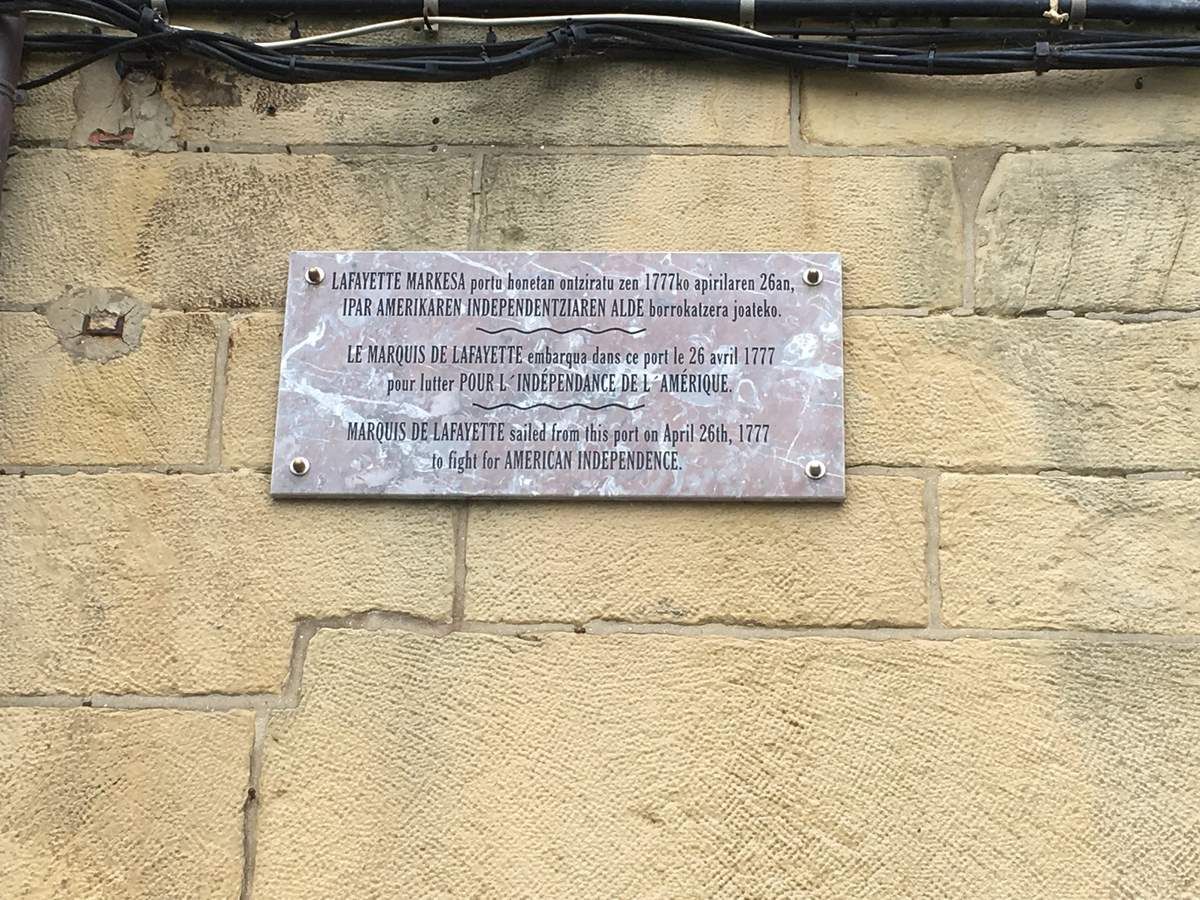 LAFAYETTE MARKESA portu honetan ontziratu zen 1777ko apirilaren 26an,
IPAR AMERIKAREN INDEPENDENTZIAREN ALDE borrokatzera joateko.
LE MARQUIS DE LAFAYETTE embarqua dans ce port le 26 avril 1777
pour lutter POUR L´INDÉPENDANCE DE L´AMÉRIQUE.
MARQUIS DE LAFAYETTE sailed from this port on April 26th, 1777
to fight for AMERICAN INDEPENDENCE.